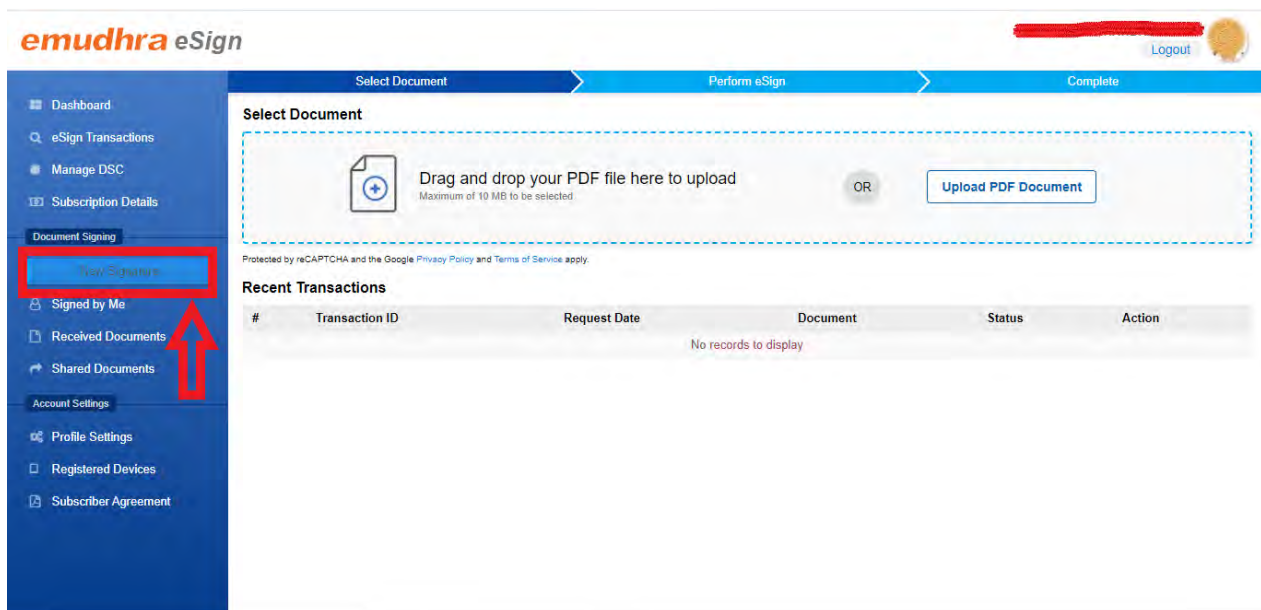 emudhra eSign
Logout
Select Document
Perform eSign
Complete
Dashboard
eSign Transactions
Manage DSC
Subscription Details
Document Signing
New Signature
Signed by Me
Received Documents
Shared Documents
Account Settings
Profile Settings
Registered Devices
Subscriber Agreement
Select Document
Drag and drop your PDF file here to upload
Maximum of 10 MB to be selected
OR
Upload PDF Document
Protected by reCAPTCHA and the Google Privacy Policy and Terms of Service apply.
Recent Transactions
# Transaction ID Request Date Document Status Action
No records to display